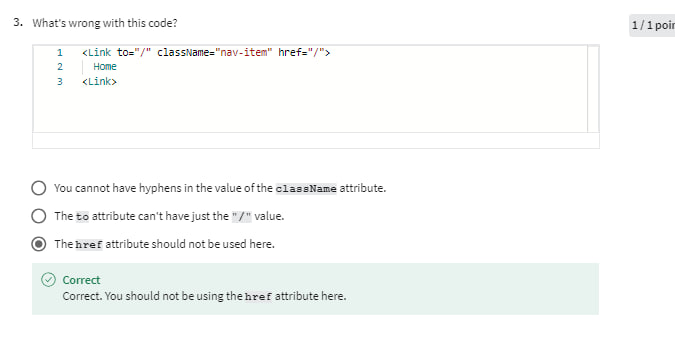 3. What's wrong with this code?
1/1 poin
1 <Link to="/" className="nav-item" href="/">
2 Home
3 <Link>
You cannot have hyphens in the value of the className attribute.
The to attribute can't have just the "/" value.
The href attribute should not be used here.
Correct
Correct. You should not be using the href attribute here.